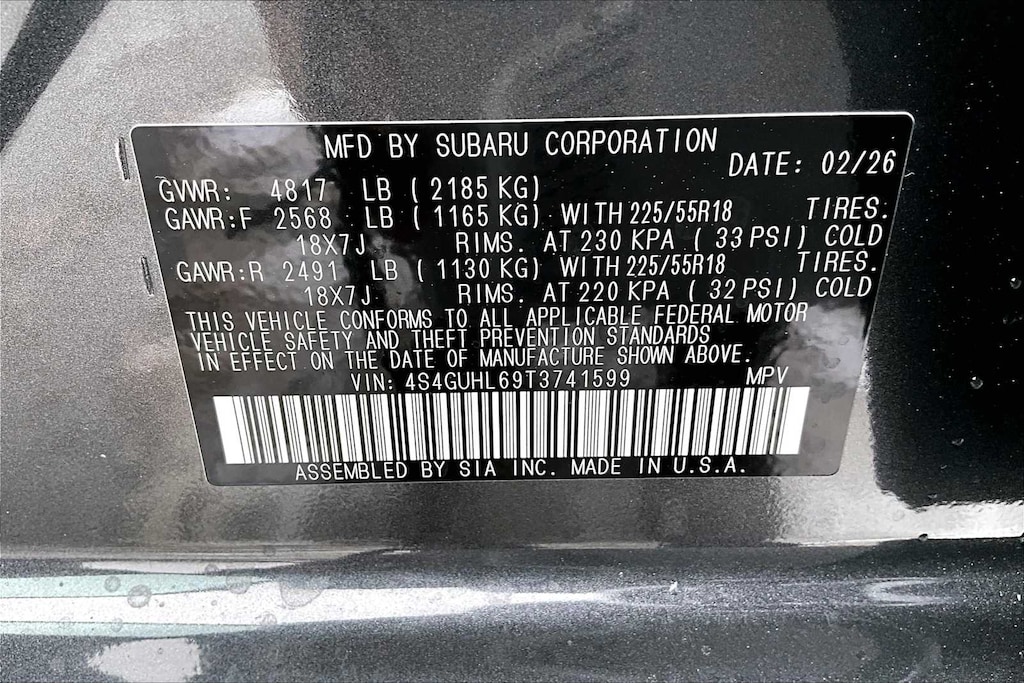 MFD BY SUBARU CORPORATION
DATE: 02/26
GVWR: 4817 LB ( 2185 KG)
GAWR:F 2568 LB ( 1165 KG) WITH 225/55R18 TIRES.
18X7J RIMS. AT 230 KPA ( 33 PSI) COLD
GAWR:R 2491 LB ( 1130 KG) WITH 225/55R18 TIRES.
18X7J RIMS. AT 220 KPA ( 32 PSI) COLD
THIS VEHICLE CONFORMS TO ALL APPLICABLE FEDERAL MOTOR
VEHICLE SAFETY AND THEFT PREVENTION STANDARDS
IN EFFECT ON THE DATE OF MANUFACTURE SHOWN ABOVE.
VIN: 4S4GUHL69T3741599 MPV
ASSEMBLED BY SIA INC. MADE IN U.S.A.